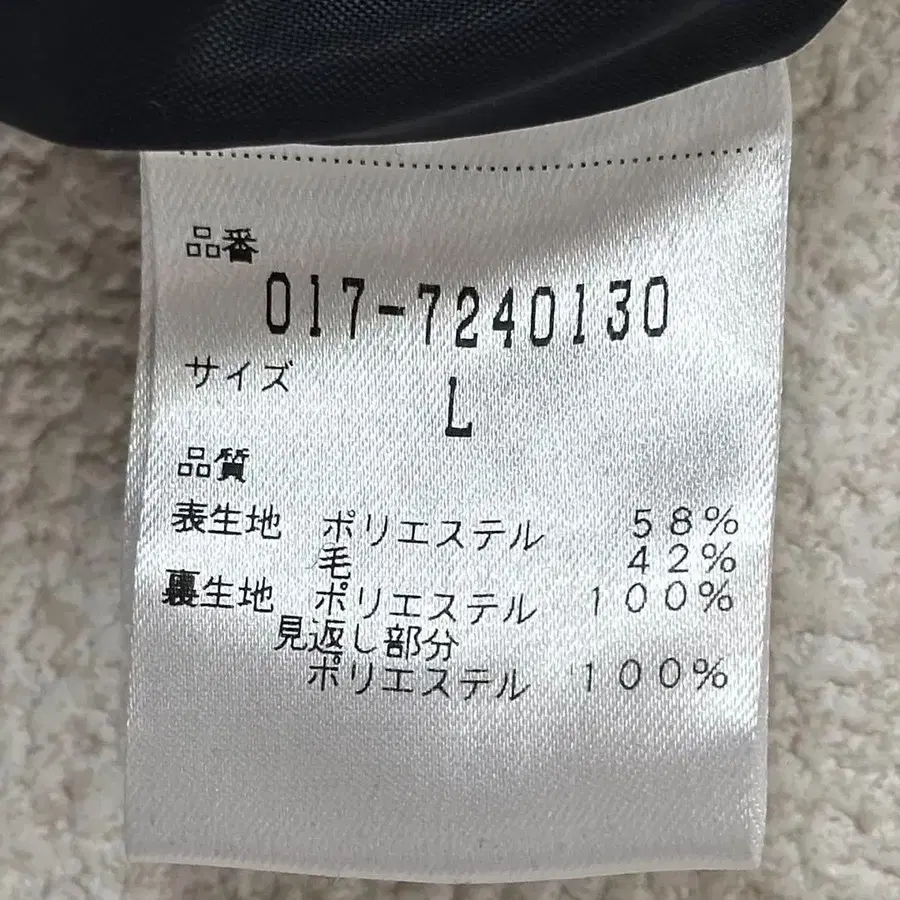 品番
017-7240130
サイズ
L
品質
表生地 ポリエステル 58%
毛 42%
裏生地 ポリエステル 100%
見返し部分
ポリエステル 100%